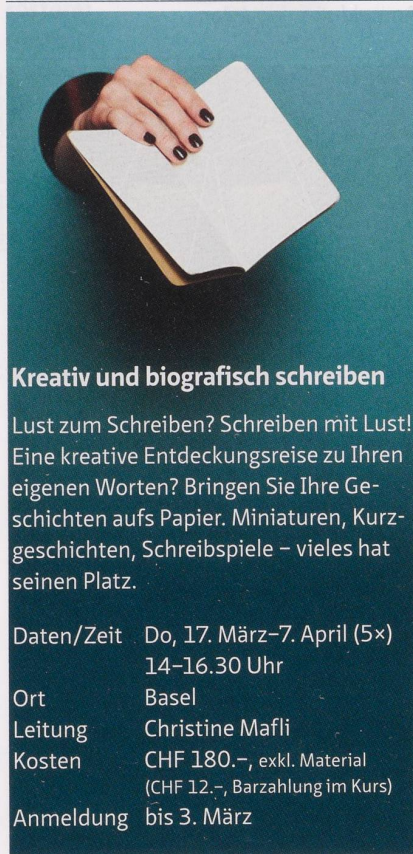 Kreativ und biografisch schreiben
Lust zum Schreiben? Schreiben mit Lust!
Eine kreative Entdeckungsreise zu Ihren
eigenen Worten? Bringen Sie Ihre Ge-
schichten aufs Papier. Miniaturen, Kurz-
geschichten, Schreibspiele – vieles hat
seinen Platz.
Daten/Zeit Do, 17. März–7. April (5×)
14–16.30 Uhr
Ort Basel
Leitung Christine Mafli
Kosten CHF 180.–, exkl. Material
(CHF 12.–, Barzahlung im Kurs)
Anmeldung bis 3. März